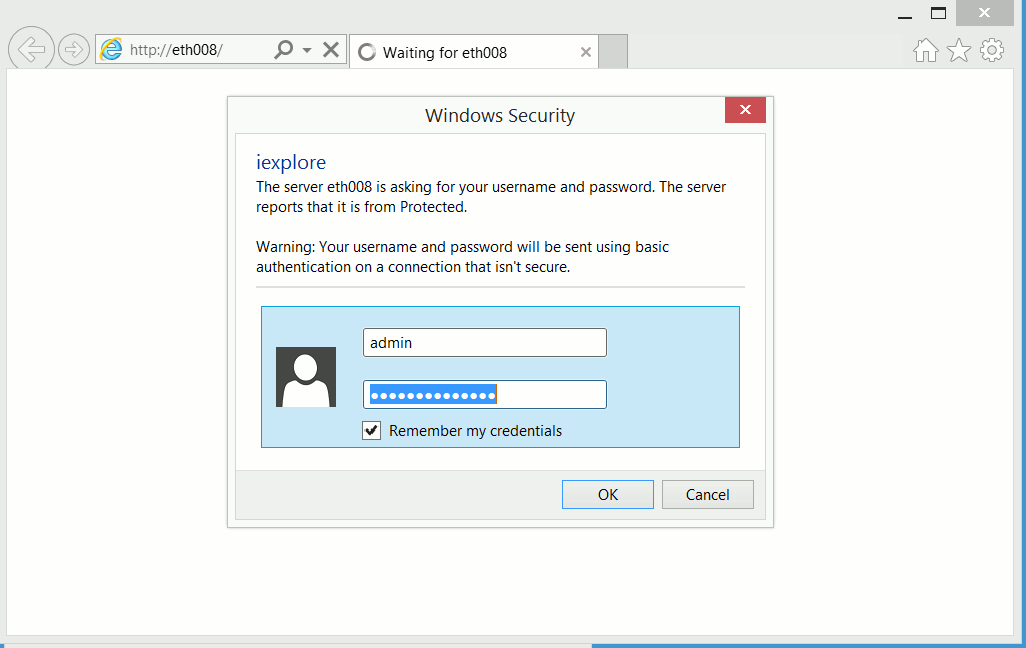 http://eth008/
Waiting for eth008
Windows Security
iexplore
The server eth008 is asking for your username and password. The server
reports that it is from Protected.
Warning: Your username and password will be sent using basic
authentication on a connection that isn't secure.
admin
Remember my credentials
OK
Cancel